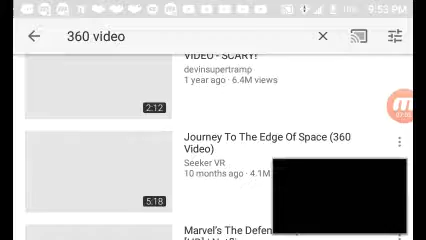 9:53 PM
360 video
VIDEO - SCARY!
devinsupertramp
1 year ago · 6.4M views
2:12
Journey To The Edge Of Space (360
Video)
Seeker VR
10 months ago · 4.1M
5:18
Marvel's The Defen